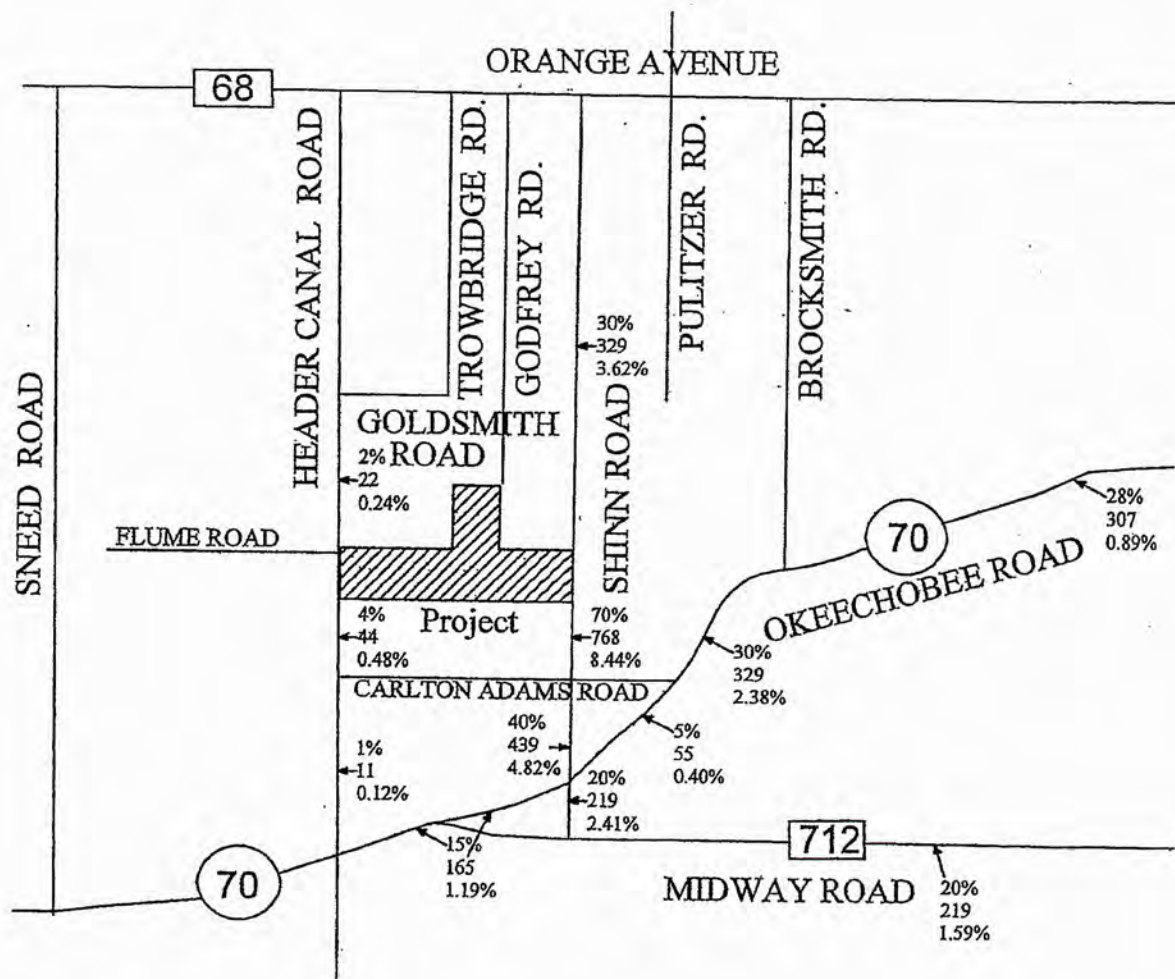 ORANGE AVENUE
68
HEADER CANAL ROAD
TROWBRIDGE RD.
GODFREY RD.
PULITZER RD.
BROCKSMITH RD.
30%
329
3.62%
SNEED ROAD
SHINN ROAD
GOLDSMITH
ROAD
2%
22
0.24%
FLUME ROAD
70
OKEECHOBEE ROAD
28%
307
0.89%
Project
4%
44
0.48%
70%
768
8.44%
30%
329
2.38%
CARLTON ADAMS ROAD
5%
55
0.40%
40%
439
4.82%
1%
11
0.12%
20%
219
2.41%
15%
165
1.19%
70
712
MIDWAY ROAD
20%
219
1.59%